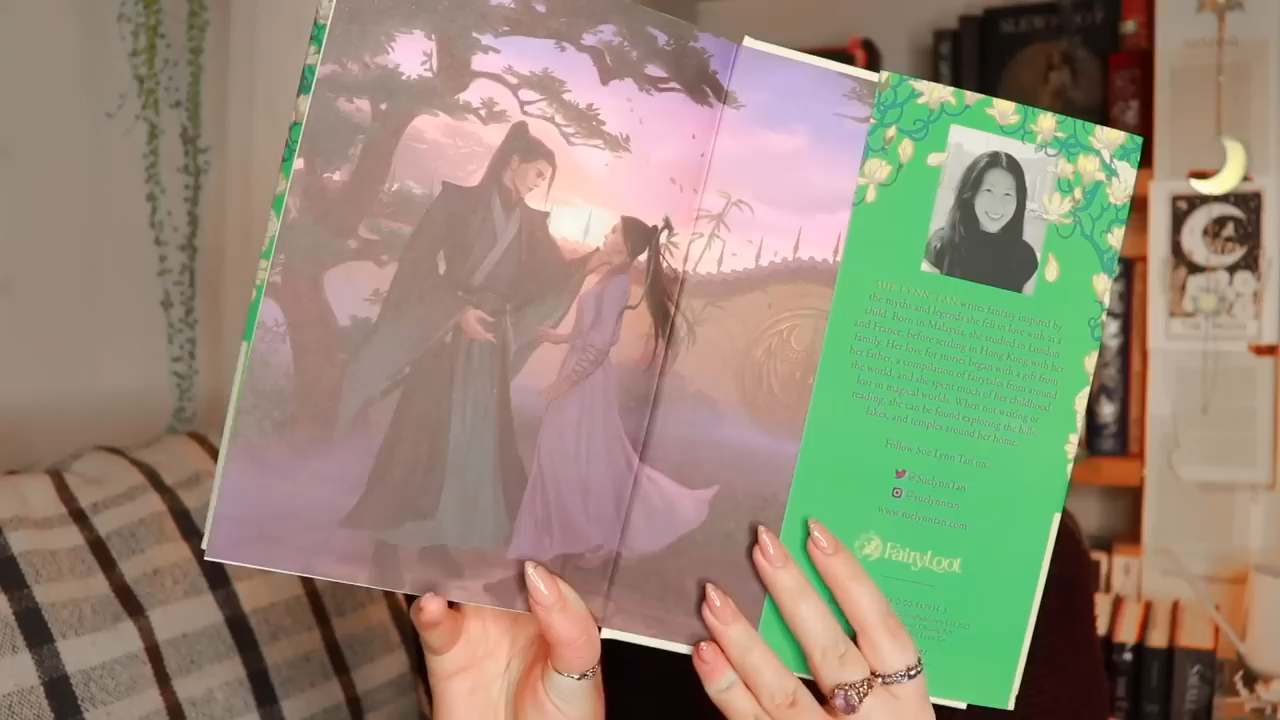 SLEWFOOT
SUE LYNN TAN writes fantasy inspired by
the myths and legends she fell in love with as a
child. Born in Malaysia, she studied in London
and France, before settling in Hong Kong with her
family. Her love for stories began with a gift from
her father, a compilation of fairytales from around
the world, and she spent much of her childhood
lost in magical worlds. When not writing or
reading, she can be found exploring the hills,
lakes, and temples around her home.
Follow Sue Lynn Tan on:
@SuelynnTan
@suelynntan
www.suelynntan.com
FairyLoot